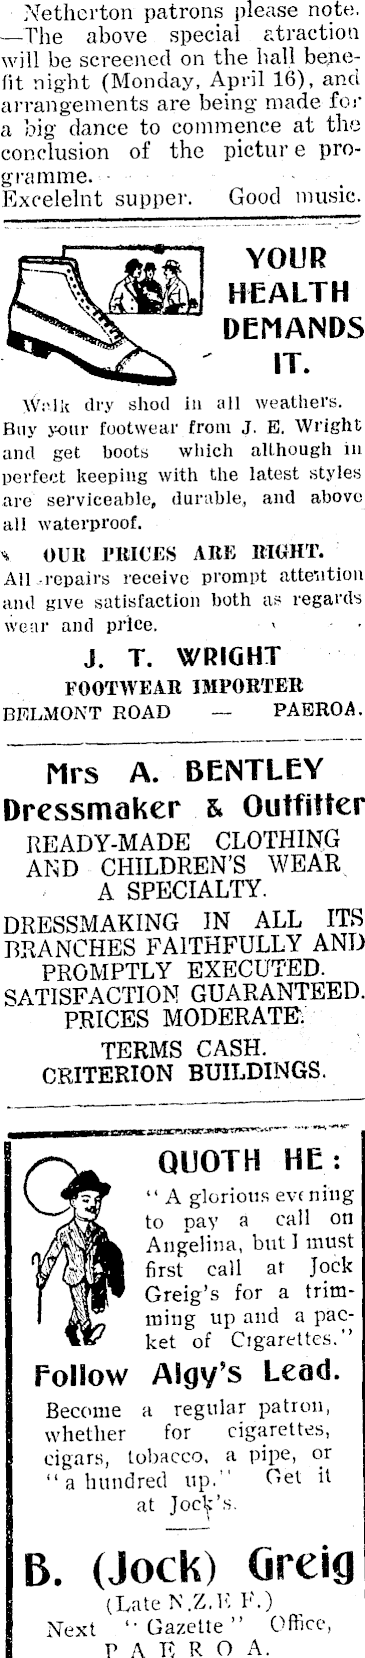 Netherton patrons please note.
—The above special atraction
will be screened on the hall bene-
fit night (Monday, April 16), and
arrangements are being made for
a big dance to commence at the
conclusion of the picture pro-
gramme.
Excelelnt supper. Good music.
YOUR
HEALTH
DEMANDS
IT.
Walk dry shod in all weathers.
Buy your footwear from J. E. Wright
and get boots which although in
perfect keeping with the latest styles
are serviceable, durable, and above
all waterproof.
OUR PRICES ARE RIGHT.
All repairs receive prompt attention
and give satisfaction both as regards
wear and price.
J. T. WRIGHT
FOOTWEAR IMPORTER
BELMONT ROAD — PAEROA.
Mrs A. BENTLEY
Dressmaker & Outfitter
READY-MADE CLOTHING
AND CHILDREN'S WEAR
A SPECIALTY.
DRESSMAKING IN ALL ITS
BRANCHES FAITHFULLY AND
PROMPTLY EXECUTED.
SATISFACTION GUARANTEED.
PRICES MODERATE.
TERMS CASH.
CRITERION BUILDINGS.
QUOTH HE:
"A glorious evening
to pay a call on
Angelina, but I must
first call at Jock
Greig's for a trim-
ming up and a pac-
ket of Cigarettes."
Follow Algy's Lead.
Become a regular patron,
whether for cigarettes,
cigars, tobacco, a pipe, or
"a hundred up." Get it
at Jock's.
B. (Jock) Greig
(Late N.Z.E.F.)
Next "Gazette" Office,
PAEROA.